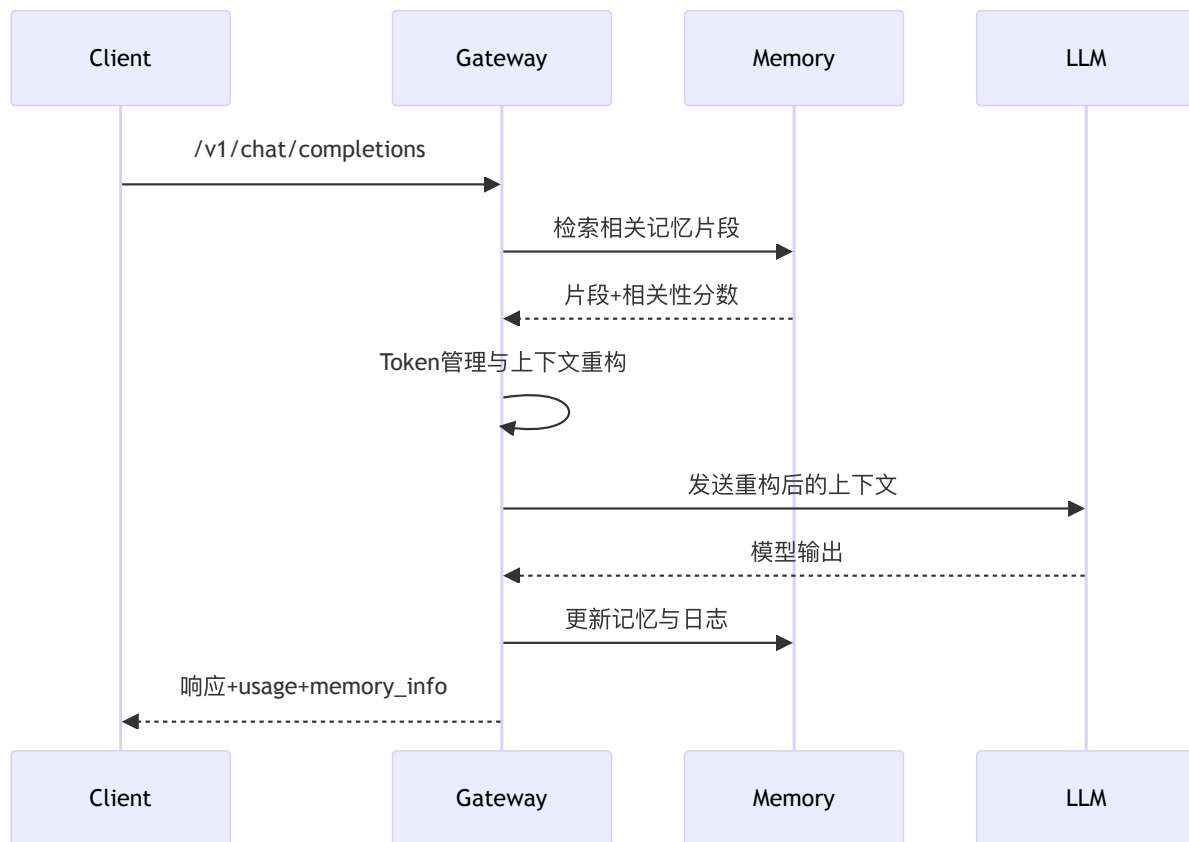 Client
Gateway
Memory
LLM
/v1/chat/completions
检索相关记忆片段
片段+相关性分数
Token管理与上下文重构
发送重构后的上下文
模型输出
更新记忆与日志
响应+usage+memory_info
Client
Gateway
Memory
LLM